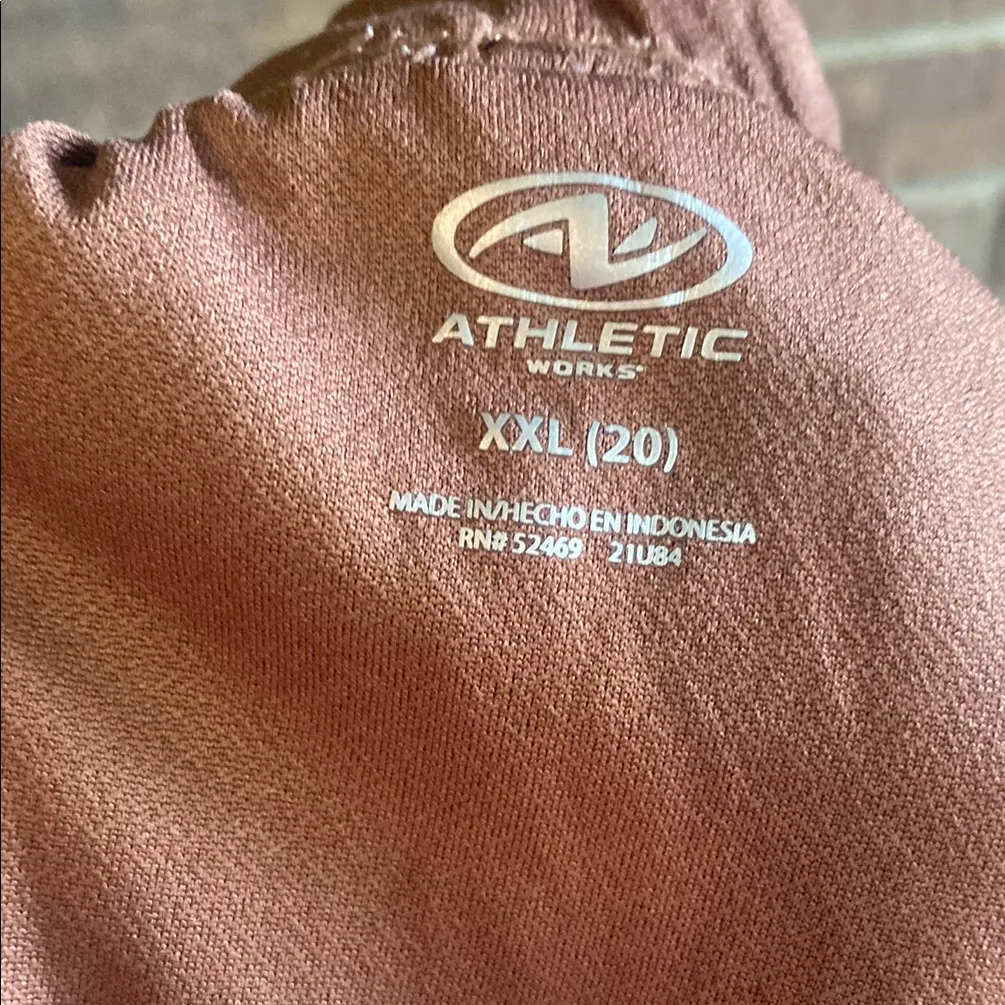 ATHLETIC
WORKS
XXL (20)
MADE IN/HECHO EN INDONESIA
RN# 52469 21U84